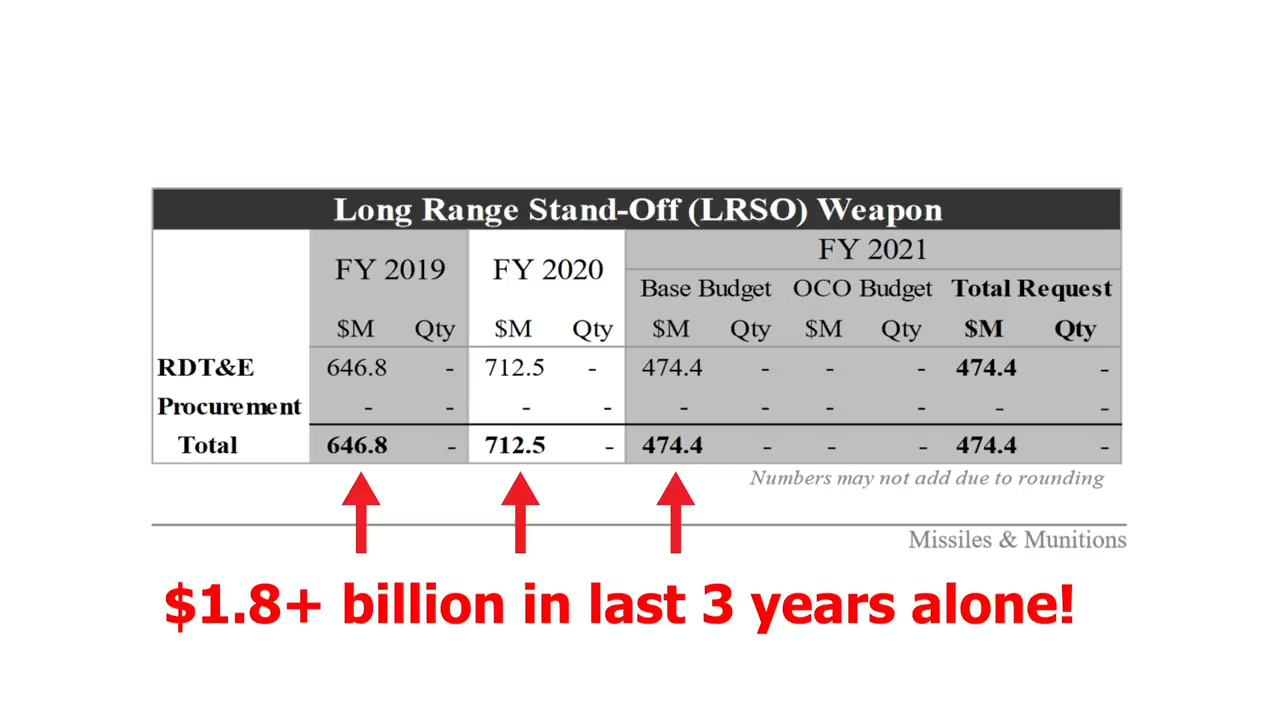 Long Range Stand-Off (LRSO) Weapon
FY 2019 FY 2020 FY 2021
Base Budget OCO Budget Total Request
$M Qty $M Qty $M Qty $M Qty $M Qty
RDT&E 646.8 - 712.5 - 474.4 - - - 474.4 -
Procurement - - - - - - - - - -
Total 646.8 - 712.5 - 474.4 - - - 474.4 -
Numbers may not add due to rounding
Missiles & Munitions
$1.8+ billion in last 3 years alone!